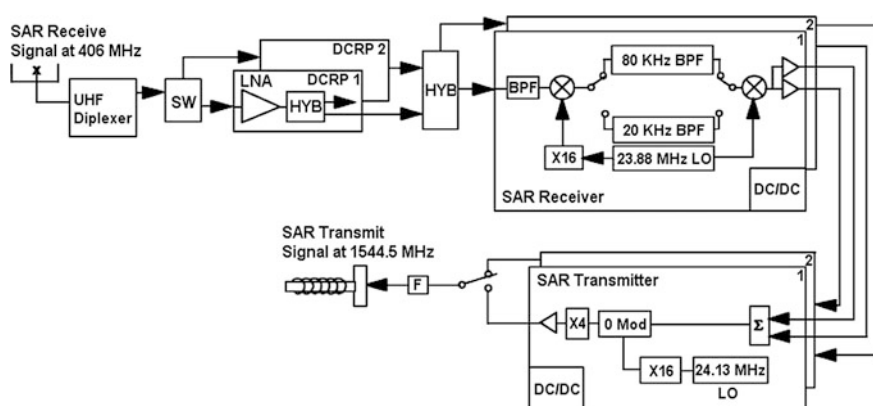 SAR Receive
Signal at 406 MHz
UHF
Diplexer
SW
DCRP 2
DCRP 1
LNA
HYB
HYB
2
1
BPF
80 KHz BPF
20 KHz BPF
X16
23.88 MHz LO
DC/DC
SAR Receiver
SAR Transmit
Signal at 1544.5 MHz
F
2
1
SAR Transmitter
X4
0 Mod
Σ
X16
24.13 MHz
LO
DC/DC